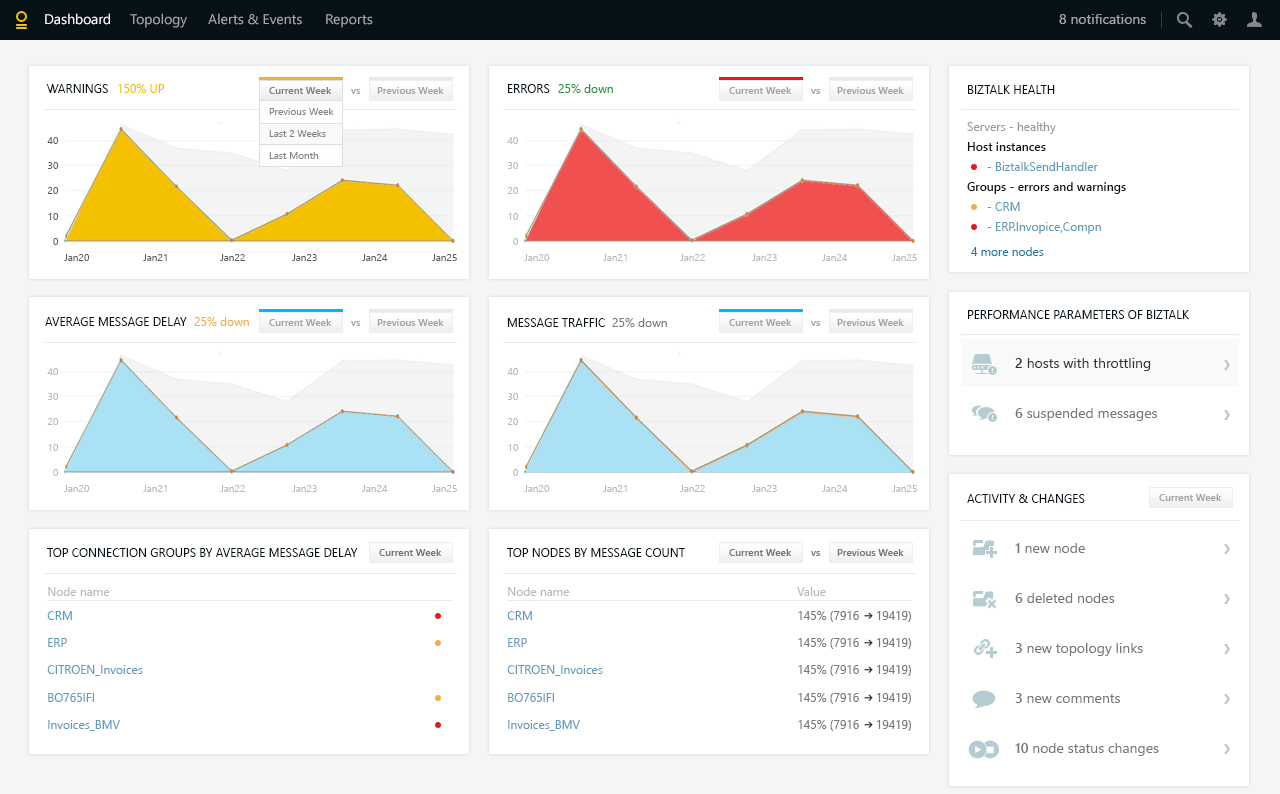 Dashboard Topology Alerts & Events Reports 8 notifications
WARNINGS 150% UP Current Week vs Previous Week
Previous Week
Last 2 Weeks
Last Month
40
30
20
10
0
Jan20 Jan21 Jan22 Jan23 Jan24 Jan25
ERRORS 25% down Current Week vs Previous Week
40
30
20
10
0
Jan20 Jan21 Jan22 Jan23 Jan24 Jan25
BIZTALK HEALTH
Servers - healthy
Host instances
- BiztalkSendHandler
Groups - errors and warnings
- CRM
- ERP.Invopice,Compn
4 more nodes
AVERAGE MESSAGE DELAY 25% down Current Week vs Previous Week
40
30
20
10
0
Jan20 Jan21 Jan22 Jan23 Jan24 Jan25
MESSAGE TRAFFIC 25% down Current Week vs Previous Week
40
30
20
10
0
Jan20 Jan21 Jan22 Jan23 Jan24 Jan25
PERFORMANCE PARAMETERS OF BIZTALK
2 hosts with throttling
6 suspended messages
TOP CONNECTION GROUPS BY AVERAGE MESSAGE DELAY Current Week
Node name
CRM
ERP
CITROEN_Invoices
BO765IFI
Invoices_BMV
TOP NODES BY MESSAGE COUNT Current Week vs Previous Week
Node name Value
CRM 145% (7916 → 19419)
ERP 145% (7916 → 19419)
CITROEN_Invoices 145% (7916 → 19419)
BO765IFI 145% (7916 → 19419)
Invoices_BMV 145% (7916 → 19419)
ACTIVITY & CHANGES Current Week
1 new node
6 deleted nodes
3 new topology links
3 new comments
10 node status changes